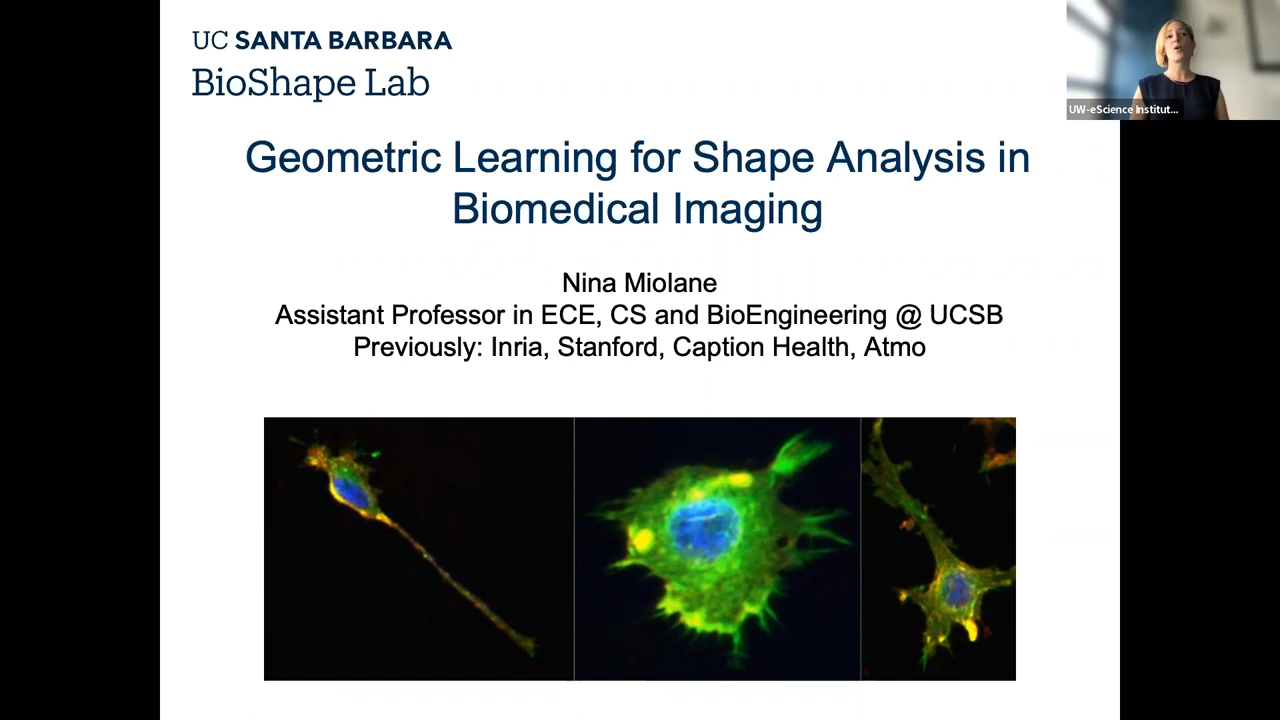 UC SANTA BARBARA
BioShape Lab
UW-eScience Institut...
Geometric Learning for Shape Analysis in
Biomedical Imaging
Nina Miolane
Assistant Professor in ECE, CS and BioEngineering @ UCSB
Previously: Inria, Stanford, Caption Health, Atmo